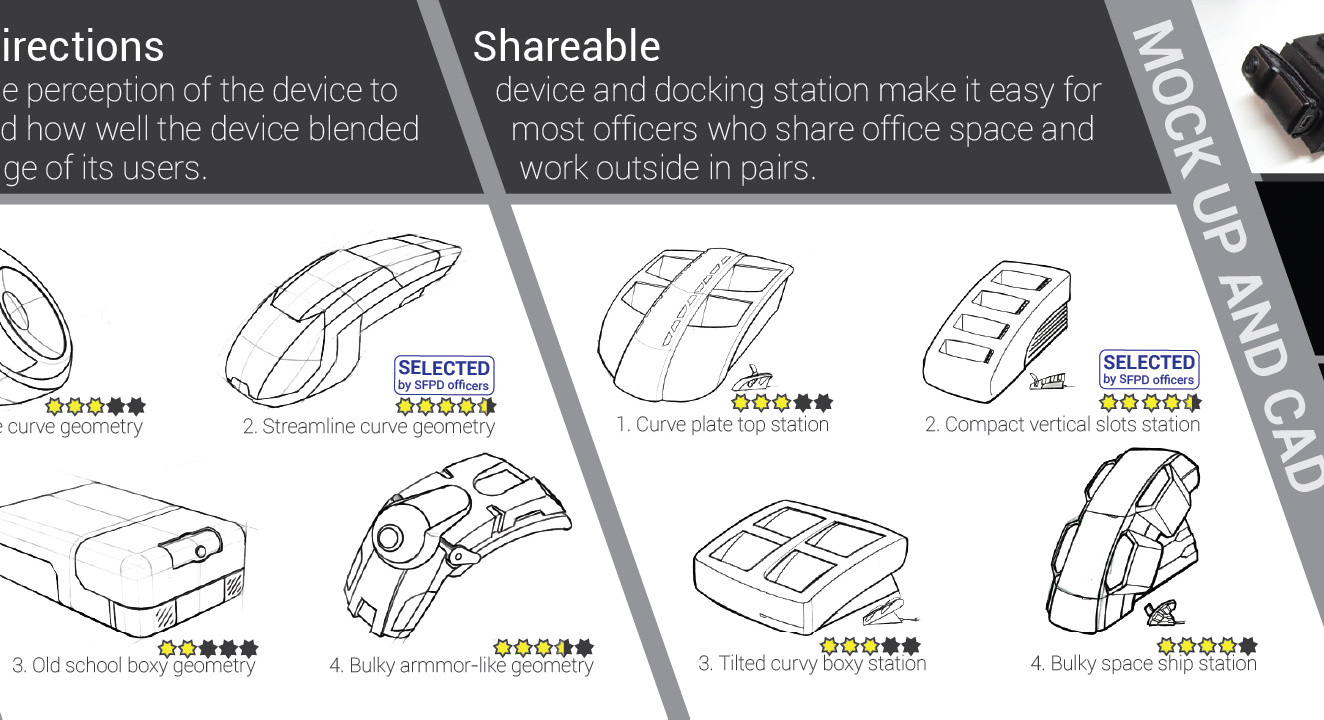 irections
e perception of the device to
d how well the device blended
ge of its users.
Shareable
device and docking station make it easy for
most officers who share office space and
work outside in pairs.
MOCK UP AND CAD
SELECTED
by SFPD officers
e curve geometry
2. Streamline curve geometry
3. Old school boxy geometry
4. Bulky armmor-like geometry
SELECTED
by SFPD officers
1. Curve plate top station
2. Compact vertical slots station
3. Tilted curvy boxy station
4. Bulky space ship station